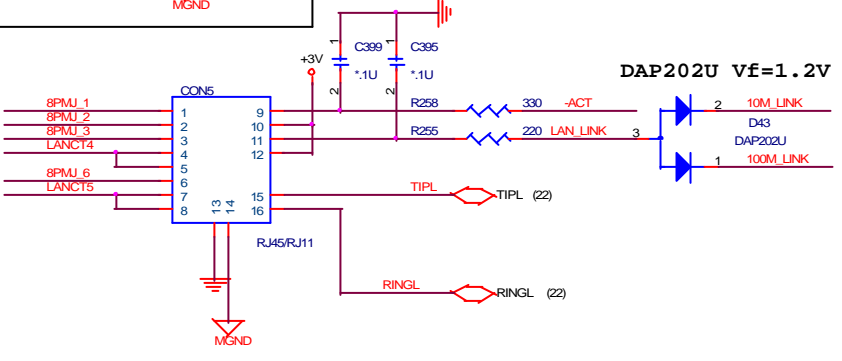 MGND
1 C399 1 C395
+3V
*.1U *.1U
DAP202U Vf=1.2V
2 2
CON5
8PMJ_1 1 9 R258 330 -ACT 2 10M_LINK
8PMJ_2 2 10 D43
8PMJ_3 3 11 R255 220 LAN_LINK 3 DAP202U
LANCT4 4 12
5 1 100M_LINK
8PMJ_6 6
LANCT5 7 15 TIPL TIPL (22)
8 13 14 16
RJ45/RJ11
RINGL RINGL (22)
MGND